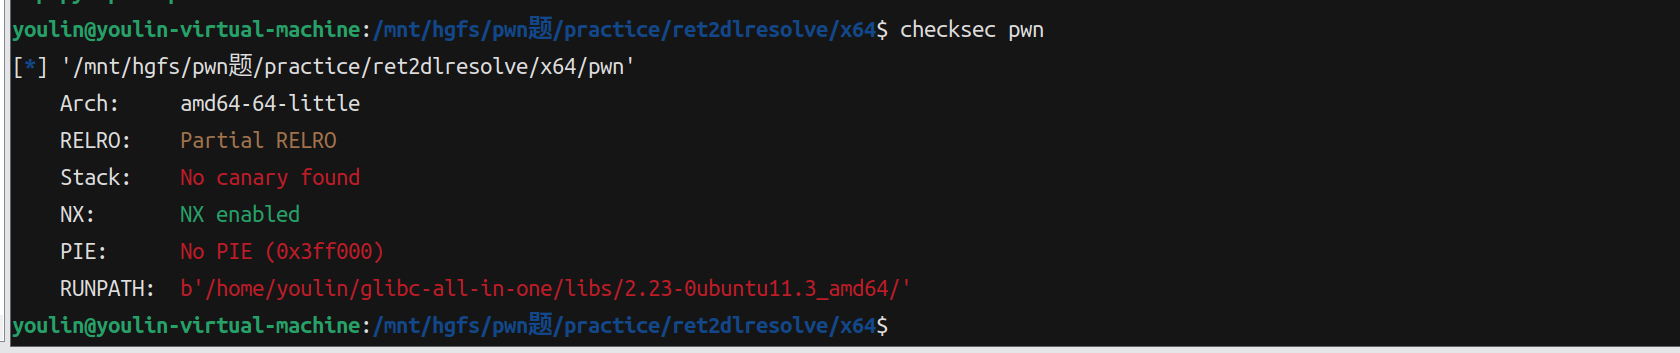 youlin@youlin-virtual-machine:/mnt/hgfs/pwn题/practice/ret2dlresolve/x64$ checksec pwn
[*] '/mnt/hgfs/pwn题/practice/ret2dlresolve/x64/pwn'
    Arch:     amd64-64-little
    RELRO:    Partial RELRO
    Stack:    No canary found
    NX:       NX enabled
    PIE:      No PIE (0x3ff000)
    RUNPATH:  b'/home/youlin/glibc-all-in-one/libs/2.23-0ubuntu11.3_amd64/'
youlin@youlin-virtual-machine:/mnt/hgfs/pwn题/practice/ret2dlresolve/x64$